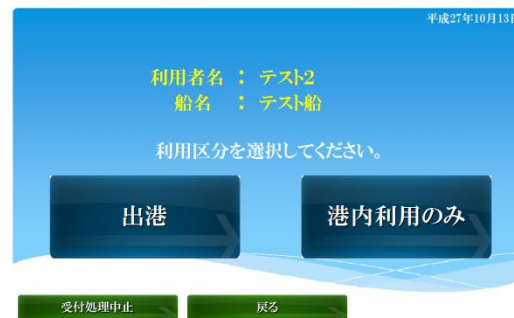 平成27年10月13日
利用者名 : テスト2
船名 : テスト船
利用区分を選択してください。
出港
港内利用のみ
受付処理中止
戻る